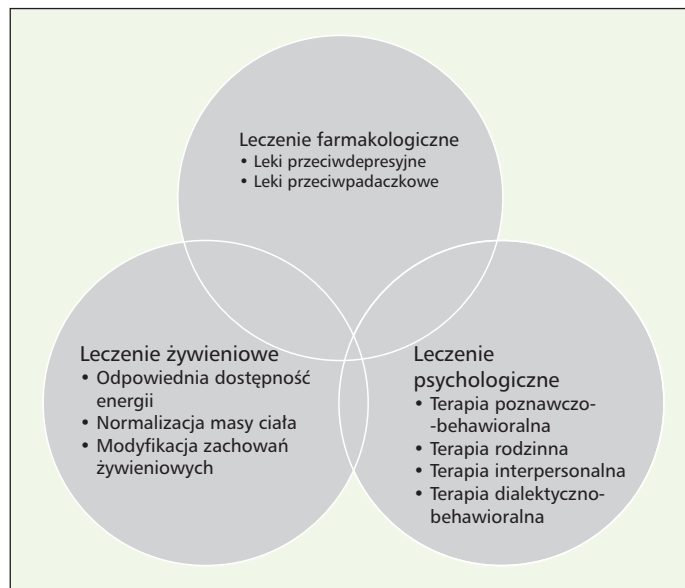 Leczenie farmakologiczne
• Leki przeciwdepresyjne
• Leki przeciwpadaczkowe
Leczenie żywieniowe
• Odpowiednia dostępność
energii
• Normalizacja masy ciała
• Modyfikacja zachowań
żywieniowych
Leczenie
psychologiczne
• Terapia poznawczo-
-behawioralna
• Terapia rodzinna
• Terapia interpersonalna
• Terapia dialektyczno-
behawioralna